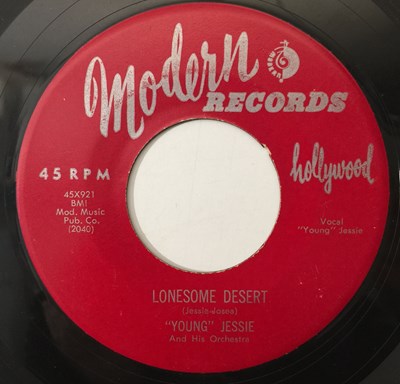 Modern
RECORDS
hollywood
45 RPM
45X921
BMI
Mod. Music
Pub. Co.
(2040)
Vocal
"Young" Jessie
LONESOME DESERT
(Jessie-Josea)
"YOUNG" JESSIE
And His Orchestra